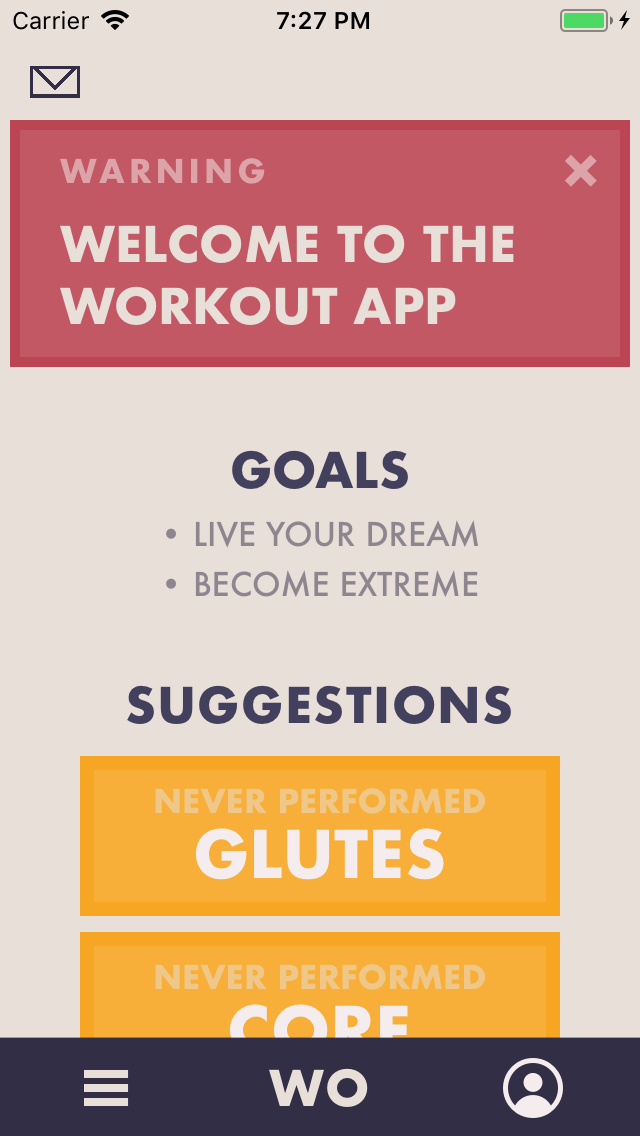 Carrier 7:27 PM
WARNING
WELCOME TO THE
WORKOUT APP
GOALS
• LIVE YOUR DREAM
• BECOME EXTREME
SUGGESTIONS
NEVER PERFORMED
GLUTES
NEVER PERFORMED
CORE
WO